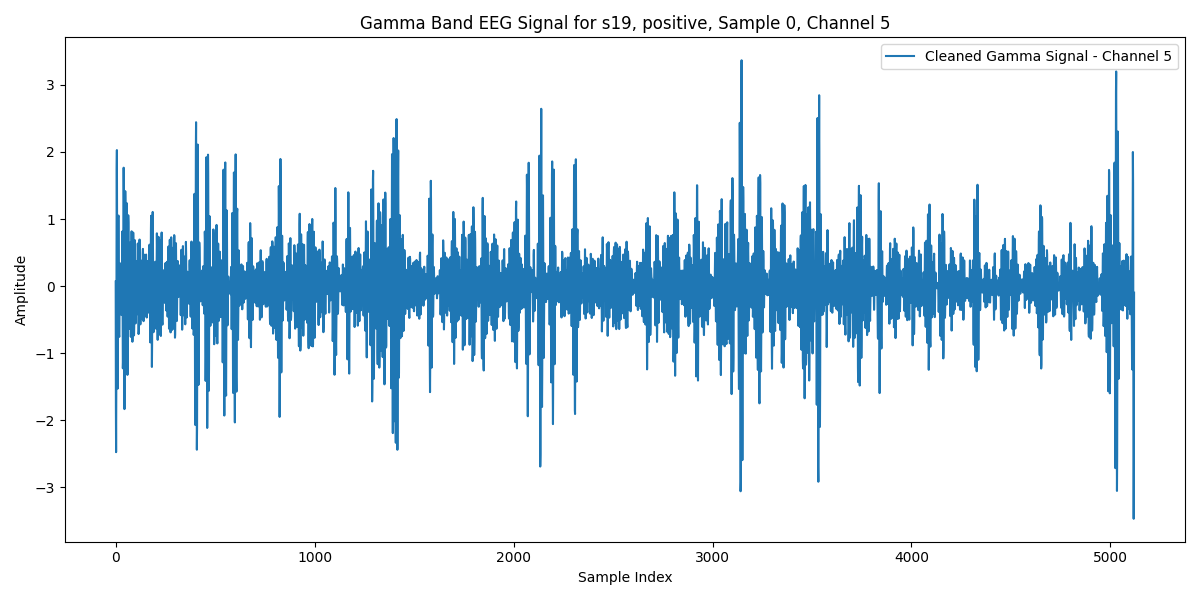 Gamma Band EEG Signal for s19, positive, Sample 0, Channel 5
Cleaned Gamma Signal - Channel 5
Amplitude
3
2
1
0
−1
−2
−3
0 1000 2000 3000 4000 5000
Sample Index